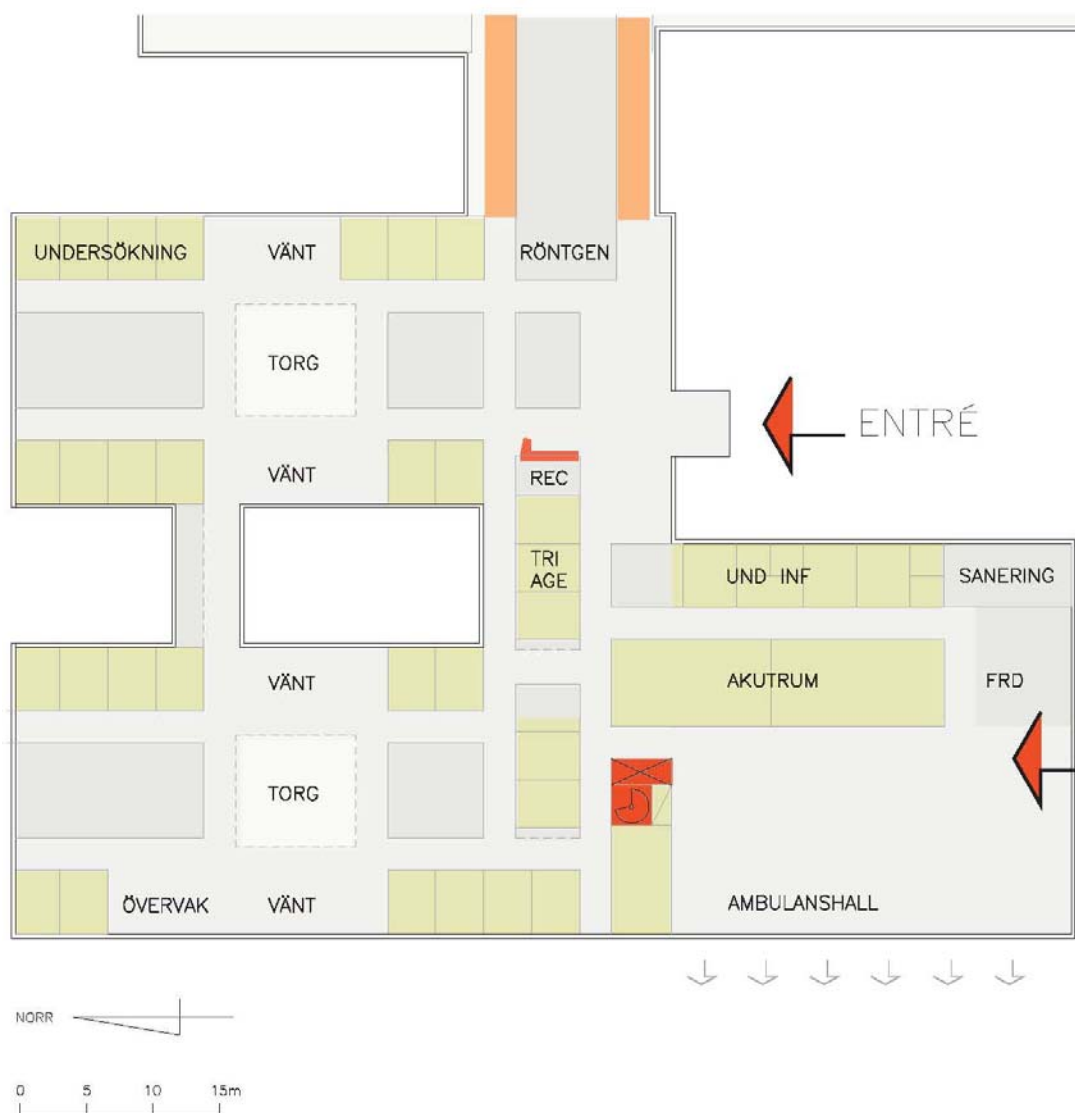 UNDERSÖKNING
VÄNT
RÖNTGEN
TORG
ENTRÉ
VÄNT
REC
TRI
AGE
UND INF
SANERING
VÄNT
AKUTRUM
FRD
TORG
ÖVERVAK
VÄNT
AMBULANSHALL
NORR
0 5 10 15m